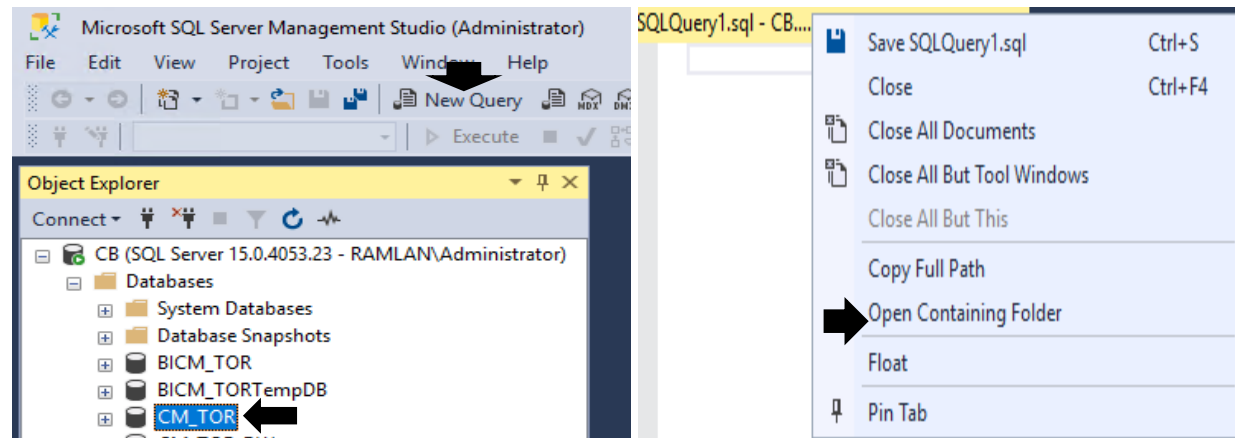 Microsoft SQL Server Management Studio (Administrator)
File Edit View Project Tools Window Help
New Query
Execute
Object Explorer
Connect
CB (SQL Server 15.0.4053.23 - RAMLAN\Administrator)
Databases
System Databases
Database Snapshots
BICM_TOR
BICM_TORTempDB
CM_TOR
SQLQuery1.sql - CB....
Save SQLQuery1.sql Ctrl+S
Close Ctrl+F4
Close All Documents
Close All But Tool Windows
Close All But This
Copy Full Path
Open Containing Folder
Float
Pin Tab